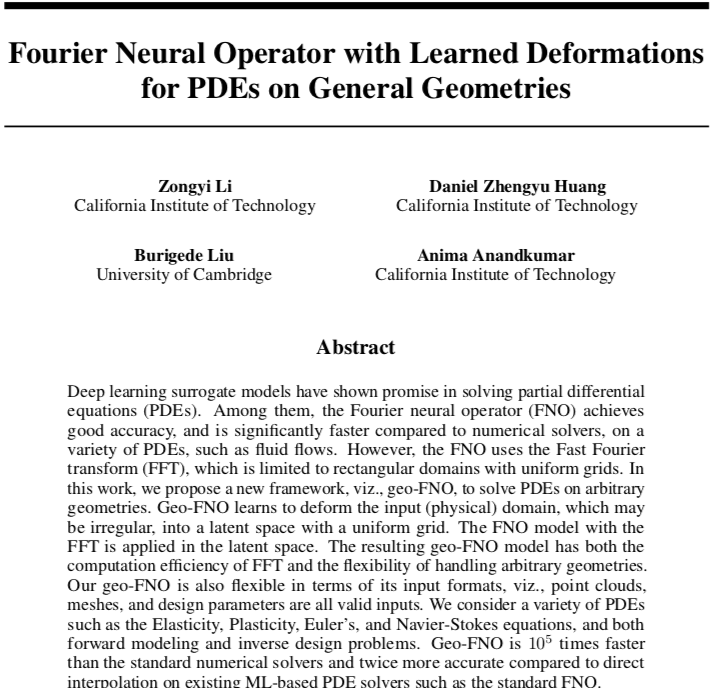 Fourier Neural Operator with Learned Deformations
for PDEs on General Geometries
Zongyi Li
California Institute of Technology
Daniel Zhengyu Huang
California Institute of Technology
Burigede Liu
University of Cambridge
Anima Anandkumar
California Institute of Technology
Abstract
Deep learning surrogate models have shown promise in solving partial differential
equations (PDEs). Among them, the Fourier neural operator (FNO) achieves
good accuracy, and is significantly faster compared to numerical solvers, on a
variety of PDEs, such as fluid flows. However, the FNO uses the Fast Fourier
transform (FFT), which is limited to rectangular domains with uniform grids. In
this work, we propose a new framework, viz., geo-FNO, to solve PDEs on arbitrary
geometries. Geo-FNO learns to deform the input (physical) domain, which may
be irregular, into a latent space with a uniform grid. The FNO model with the
FFT is applied in the latent space. The resulting geo-FNO model has both the
computation efficiency of FFT and the flexibility of handling arbitrary geometries.
Our geo-FNO is also flexible in terms of its input formats, viz., point clouds,
meshes, and design parameters are all valid inputs. We consider a variety of PDEs
such as the Elasticity, Plasticity, Euler's, and Navier-Stokes equations, and both
forward modeling and inverse design problems. Geo-FNO is 10⁵ times faster
than the standard numerical solvers and twice more accurate compared to direct
interpolation on existing ML-based PDE solvers such as the standard FNO.